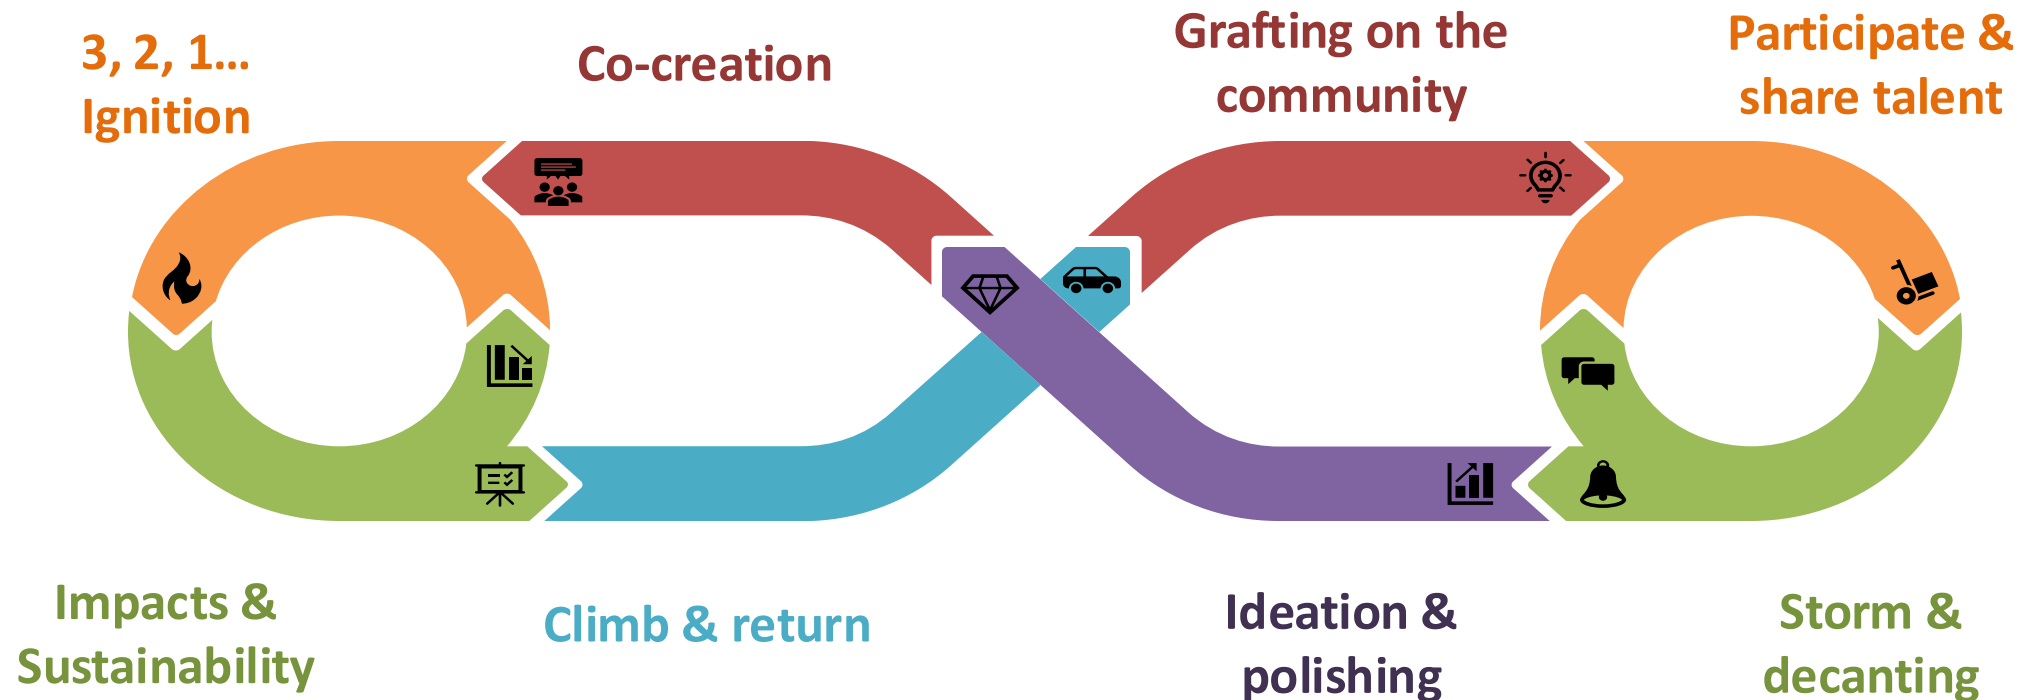 3, 2, 1...
Ignition
Co-creation
Grafting on the
community
Participate &
share talent
Impacts &
Sustainability
Climb & return
Ideation &
polishing
Storm &
decanting